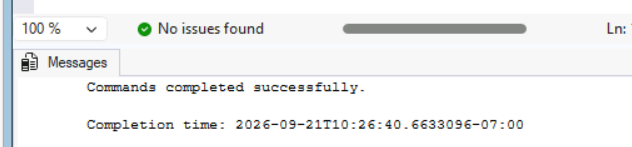 100 %
No issues found
Ln:
Messages
Commands completed successfully.
Completion time: 2026-09-21T10:26:40.6633096-07:00